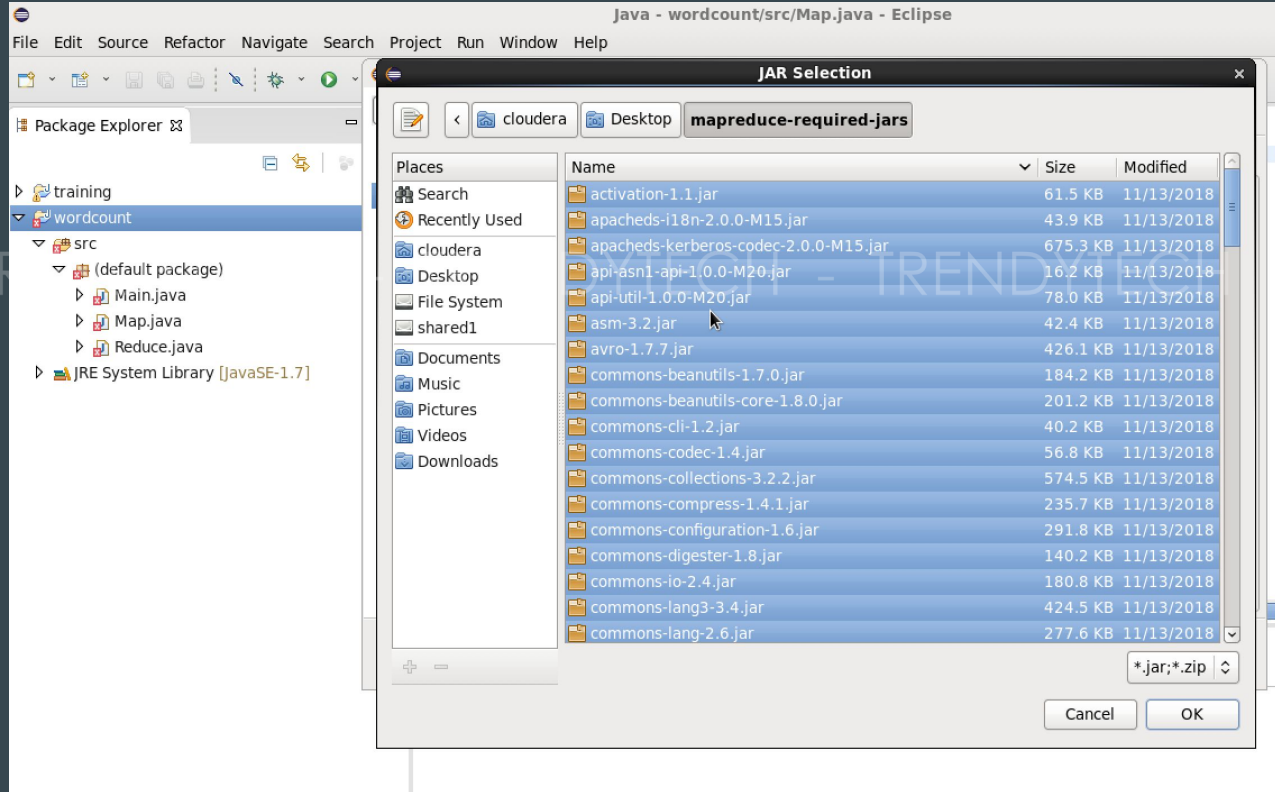 Java - wordcount/src/Map.java - Eclipse
File Edit Source Refactor Navigate Search Project Run Window Help
JAR Selection
Package Explorer
cloudera Desktop mapreduce-required-jars
training
wordcount
src
(default package)
Main.java
Map.java
Reduce.java
JRE System Library [JavaSE-1.7]
Places
Search
Recently Used
cloudera
Desktop
File System
shared1
Documents
Music
Pictures
Videos
Downloads
Name Size Modified
activation-1.1.jar 61.5 KB 11/13/2018
apacheds-i18n-2.0.0-M15.jar 43.9 KB 11/13/2018
apacheds-kerberos-codec-2.0.0-M15.jar 675.3 KB 11/13/2018
api-asn1-api-1.0.0-M20.jar 16.2 KB 11/13/2018
api-util-1.0.0-M20.jar 78.0 KB 11/13/2018
asm-3.2.jar 42.4 KB 11/13/2018
avro-1.7.7.jar 426.1 KB 11/13/2018
commons-beanutils-1.7.0.jar 184.2 KB 11/13/2018
commons-beanutils-core-1.8.0.jar 201.2 KB 11/13/2018
commons-cli-1.2.jar 40.2 KB 11/13/2018
commons-codec-1.4.jar 56.8 KB 11/13/2018
commons-collections-3.2.2.jar 574.5 KB 11/13/2018
commons-compress-1.4.1.jar 235.7 KB 11/13/2018
commons-configuration-1.6.jar 291.8 KB 11/13/2018
commons-digester-1.8.jar 140.2 KB 11/13/2018
commons-io-2.4.jar 180.8 KB 11/13/2018
commons-lang3-3.4.jar 424.5 KB 11/13/2018
commons-lang-2.6.jar 277.6 KB 11/13/2018
- TRENDYTECH
*.jar;*.zip
Cancel OK